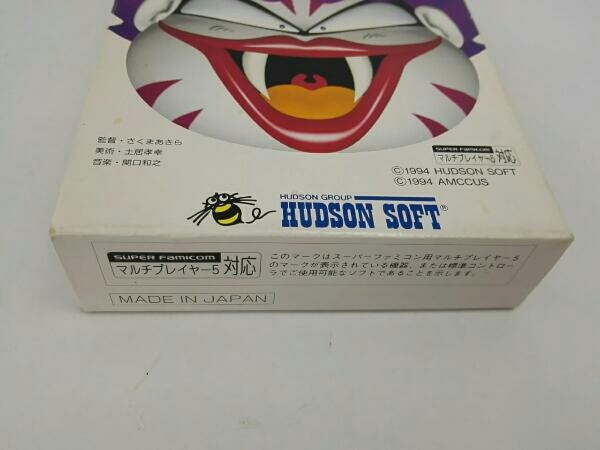 監督・さくまあきら
美術・土居孝幸
音楽・関口和之
SUPER FAMICOM
マルチプレイヤー5 対応
©1994 HUDSON SOFT
©1994 AMCCUS
HUDSON GROUP
HUDSON SOFT®
SUPER FAMICOM
マルチプレイヤー5 対応
このマークはスーパーファミコン用マルチプレイヤー5
のマークが表示されている機器、または標準コントロー
ラでご使用可能なソフトであることを示します。
MADE IN JAPAN